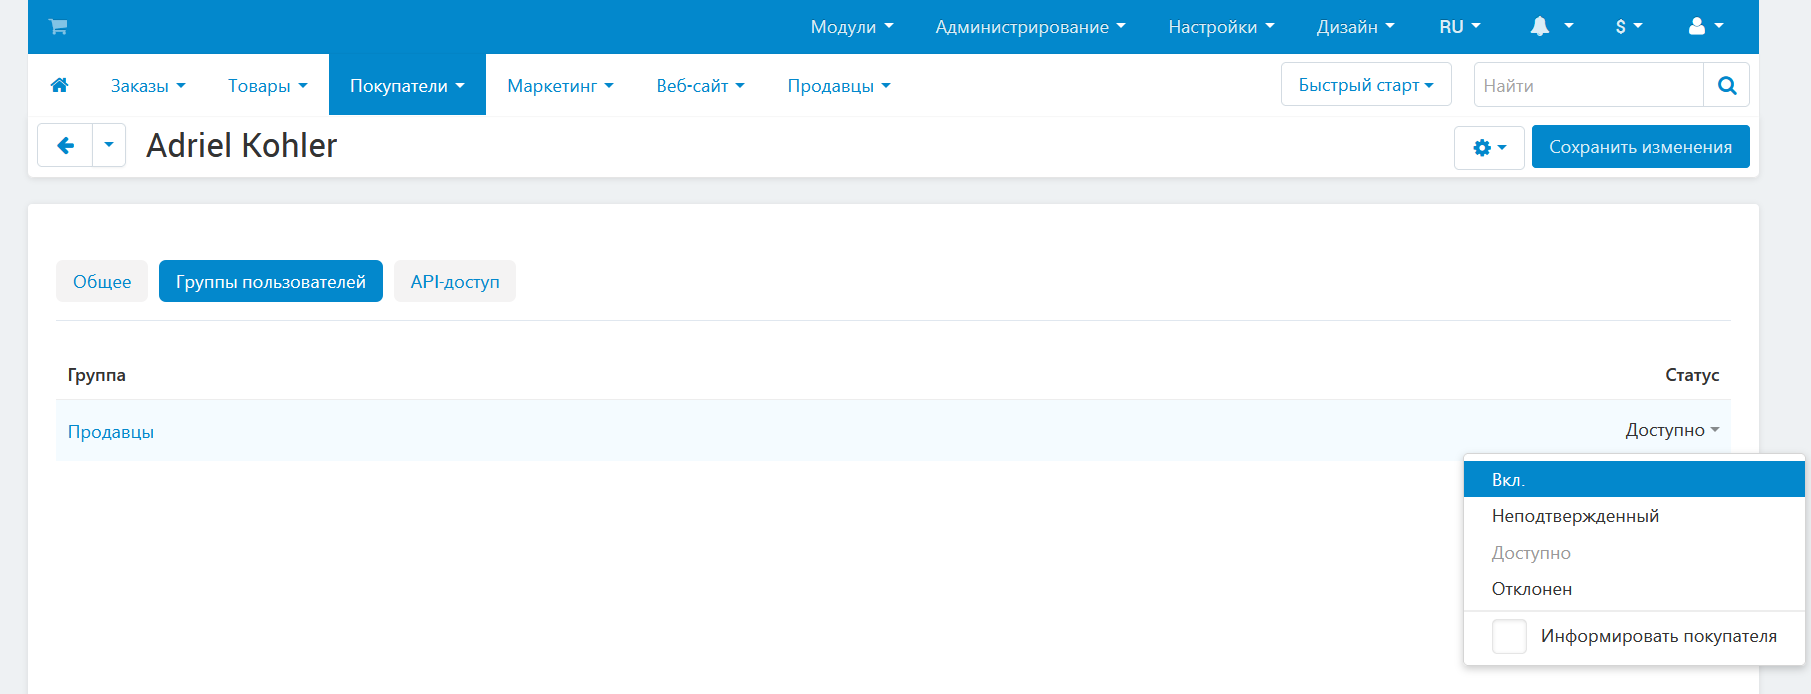 Модули Администрирование Настройки Дизайн RU $
Заказы Товары Покупатели Маркетинг Веб-сайт Продавцы Быстрый старт Найти
Adriel Kohler Сохранить изменения
Общее Группы пользователей API-доступ
Группа Статус
Продавцы Доступно
Вкл.
Неподтвержденный
Доступно
Отклонен
Информировать покупателя